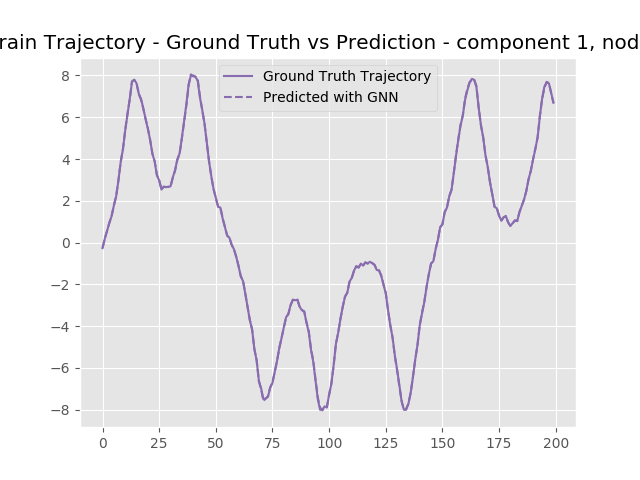 rain Trajectory - Ground Truth vs Prediction - component 1, nod
Ground Truth Trajectory
Predicted with GNN
8
6
4
2
0
−2
−4
−6
−8
0 25 50 75 100 125 150 175 200